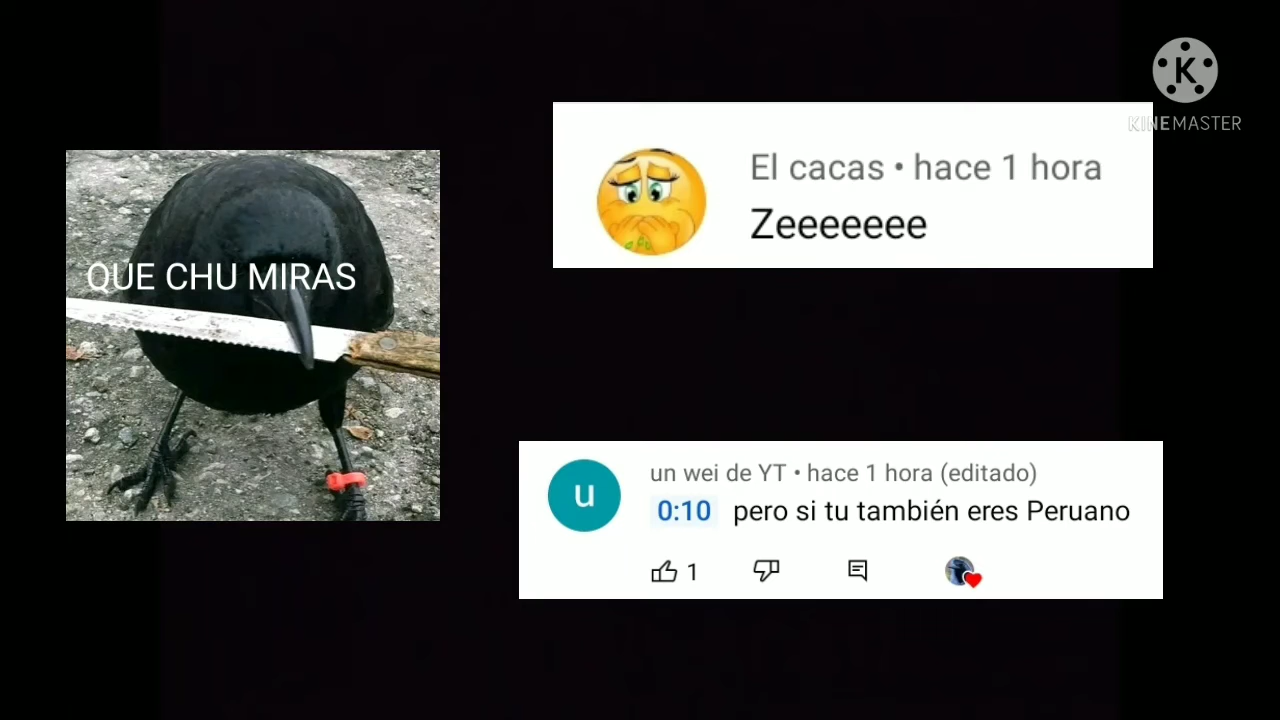 K
KINEMASTER
El cacas • hace 1 hora
Zeeeeeee
QUE CHU MIRAS
un wei de YT • hace 1 hora (editado)
u
0:10 pero si tu también eres Peruano
1